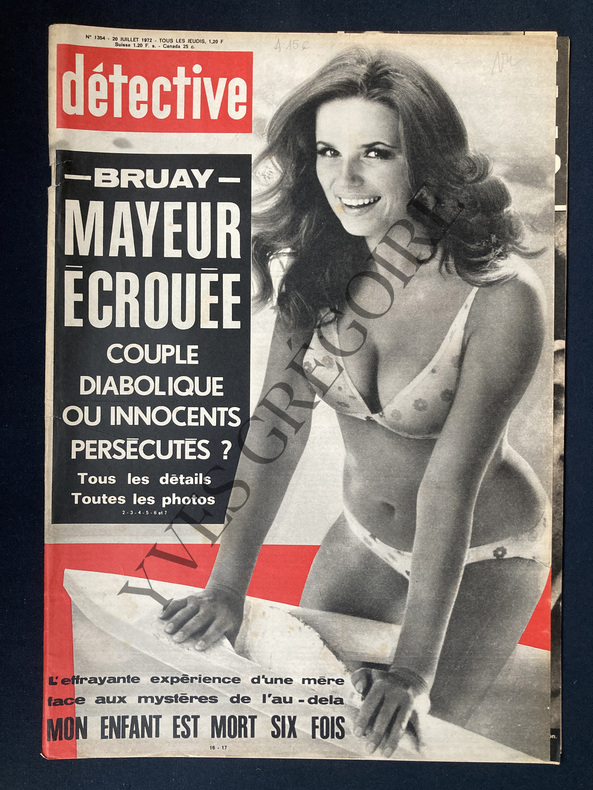 N° 1354 - 20 JUILLET 1972 - TOUS LES JEUDIS, 1,20 F
Suisse 1.20 F. s. - Canada 25 c.
détective
—BRUAY—
MAYEUR
ÉCROUÉE
COUPLE
DIABOLIQUE
OU INNOCENTS
PERSÉCUTÉS ?
Tous les détails
Toutes les photos
2 - 3 - 4 - 5 - 6 et 7
YVES GRÉGOIRE
L'effrayante expérience d'une mère
face aux mystères de l'au-dela
MON ENFANT EST MORT SIX FOIS
16 - 17